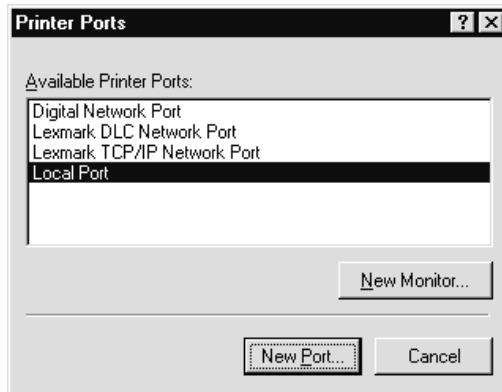 Printer Ports
Available Printer Ports:
Digital Network Port
Lexmark DLC Network Port
Lexmark TCP/IP Network Port
Local Port
New Monitor...
New Port...
Cancel